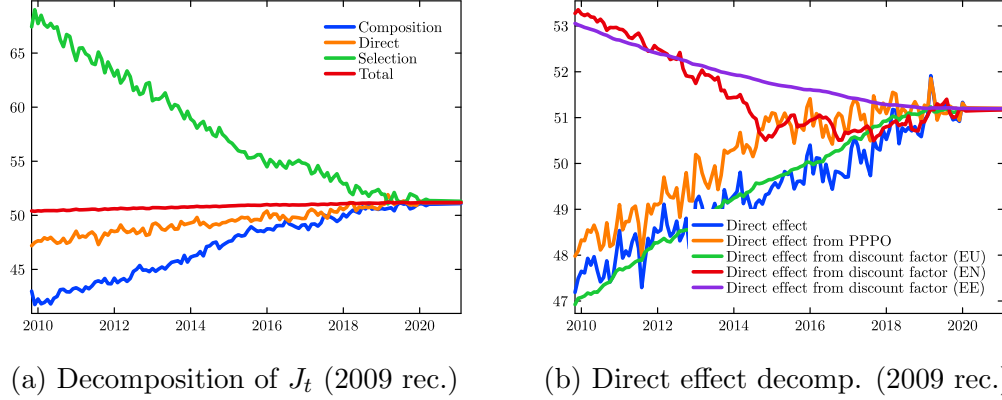 65
60
55
50
45
2010
2012
2014
2016
2018
2020
Composition
Direct
Selection
Total
(a) Decomposition of J_t (2009 rec.)
53
52
51
50
49
48
47
2010
2012
2014
2016
2018
2020
Direct effect
Direct effect from PPPO
Direct effect from discount factor (EU)
Direct effect from discount factor (EN)
Direct effect from discount factor (EE)
(b) Direct effect decomp. (2009 rec.)